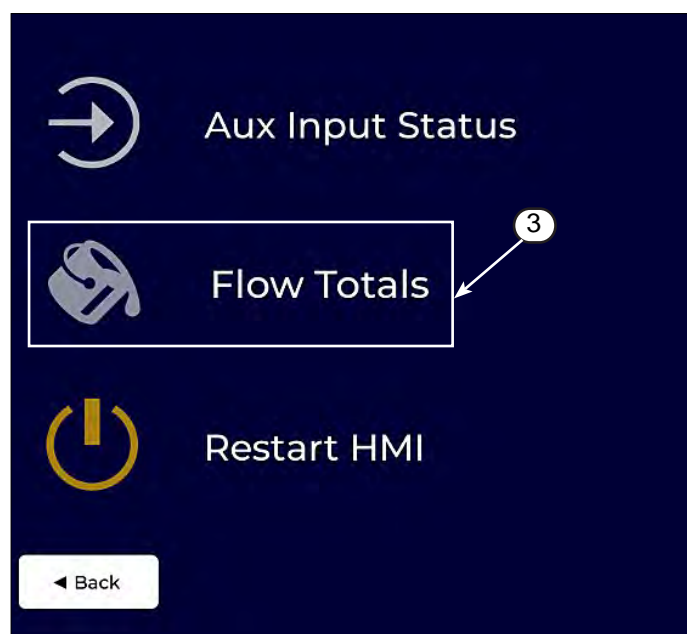 Aux Input Status
3
Flow Totals
Restart HMI
◄ Back